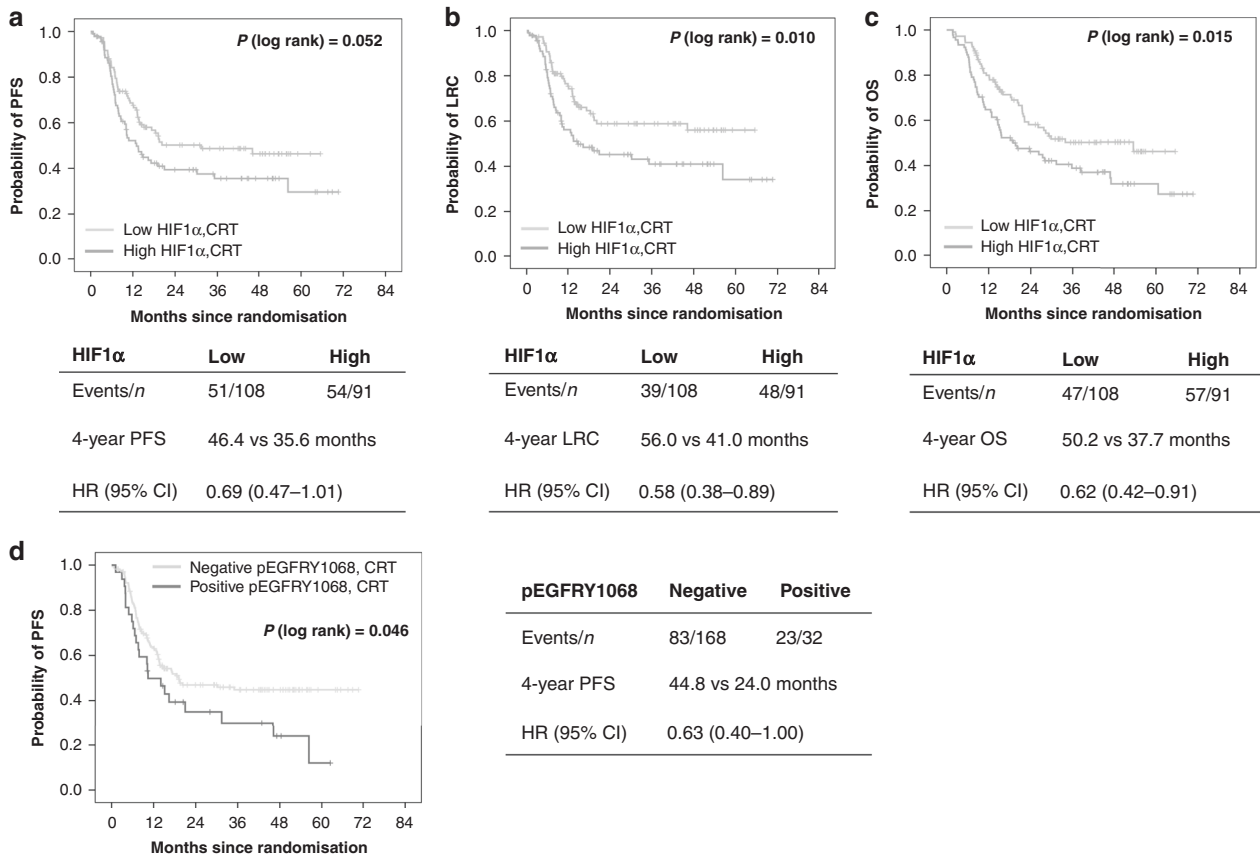 a
P (log rank) = 0.052
Probability of PFS
1.0
0.8
0.6
0.4
0.2
0.0
Low HIF1α,CRT
High HIF1α,CRT
0 12 24 36 48 60 72 84
Months since randomisation
HIF1α Low High
Events/n 51/108 54/91
4-year PFS 46.4 vs 35.6 months
HR (95% CI) 0.69 (0.47–1.01)
b
P (log rank) = 0.010
Probability of LRC
1.0
0.8
0.6
0.4
0.2
0.0
Low HIF1α,CRT
High HIF1α,CRT
0 12 24 36 48 60 72 84
Months since randomisation
HIF1α Low High
Events/n 39/108 48/91
4-year LRC 56.0 vs 41.0 months
HR (95% CI) 0.58 (0.38–0.89)
c
P (log rank) = 0.015
Probability of OS
1.0
0.8
0.6
0.4
0.2
0.0
Low HIF1α,CRT
High HIF1α,CRT
0 12 24 36 48 60 72 84
Months since randomisation
HIF1α Low High
Events/n 47/108 57/91
4-year OS 50.2 vs 37.7 months
HR (95% CI) 0.62 (0.42–0.91)
d
Negative pEGFRY1068, CRT
Positive pEGFRY1068, CRT
P (log rank) = 0.046
Probability of PFS
1.0
0.8
0.6
0.4
0.2
0.0
0 12 24 36 48 60 72 84
Months since randomisation
pEGFRY1068 Negative Positive
Events/n 83/168 23/32
4-year PFS 44.8 vs 24.0 months
HR (95% CI) 0.63 (0.40–1.00)